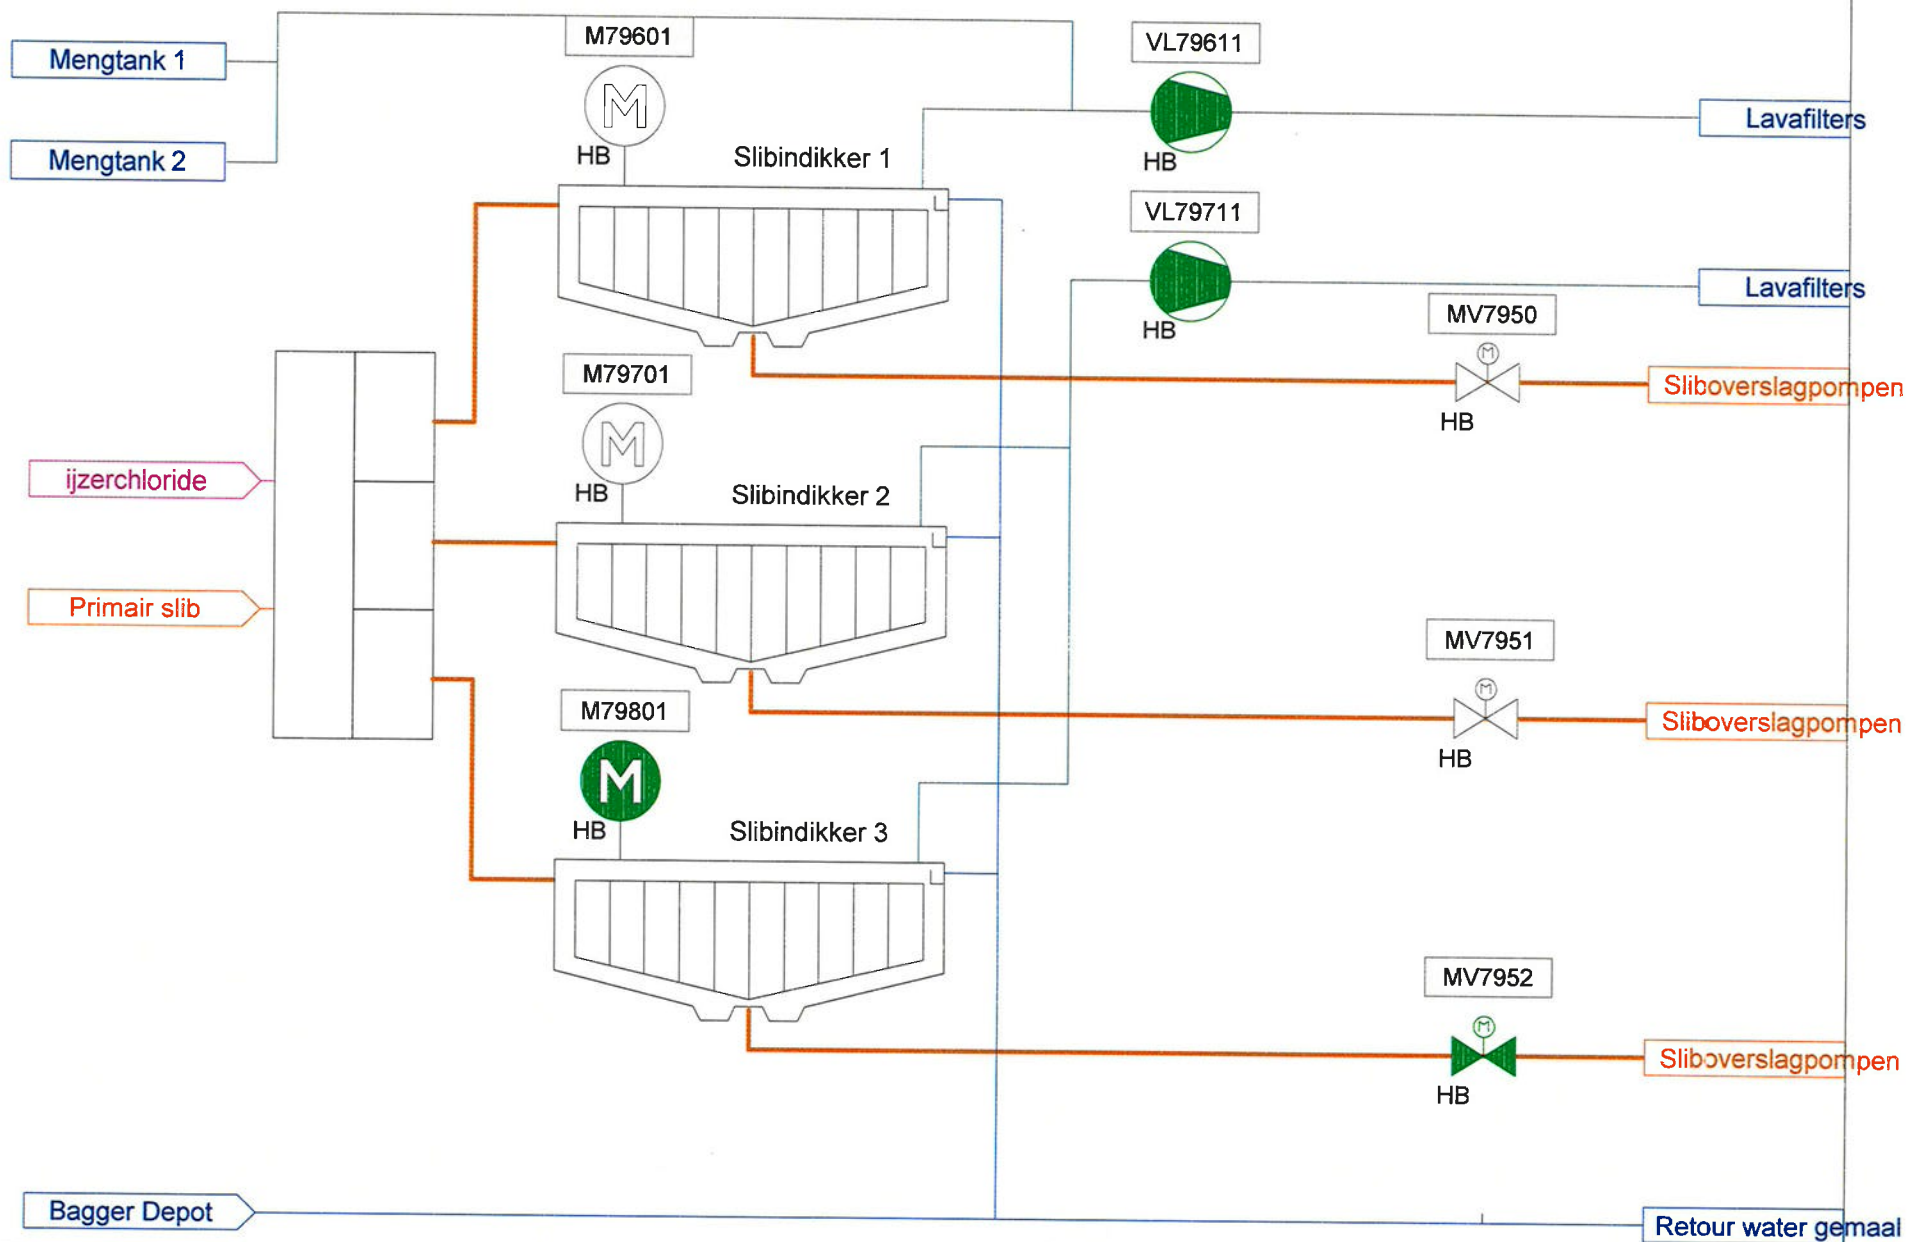 M79601
VL79611
Mengtank 1
M
Lavafilters
HB
Slibindikker 1
HB
Mengtank 2
VL79711
Lavafilters
MV7950
HB
M79701
M
Sliboverslagpompen
HB
M
ijzerchloride
HB
Slibindikker 2
Primair slib
MV7951
M
M79801
Sliboverslagpompen
HB
M
HB
Slibindikker 3
MV7952
M
Sliboverslagpompen
HB
Bagger Depot
Retour water gemaal